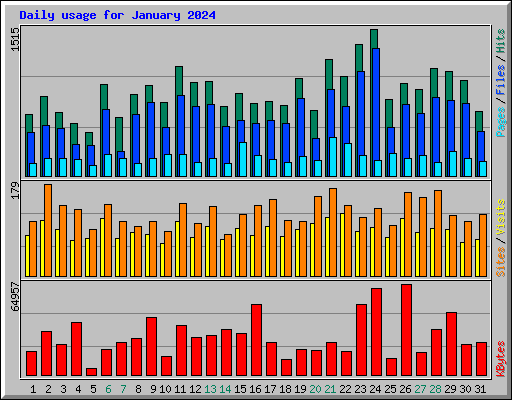 Daily usage for January 2024
1515
Pages / Files / Hits
179
Sites / Visits
64957
KBytes
1 2 3 4 5 6 7 8 9 10 11 12 13 14 15 16 17 18 19 20 21 22 23 24 25 26 27 28 29 30 31